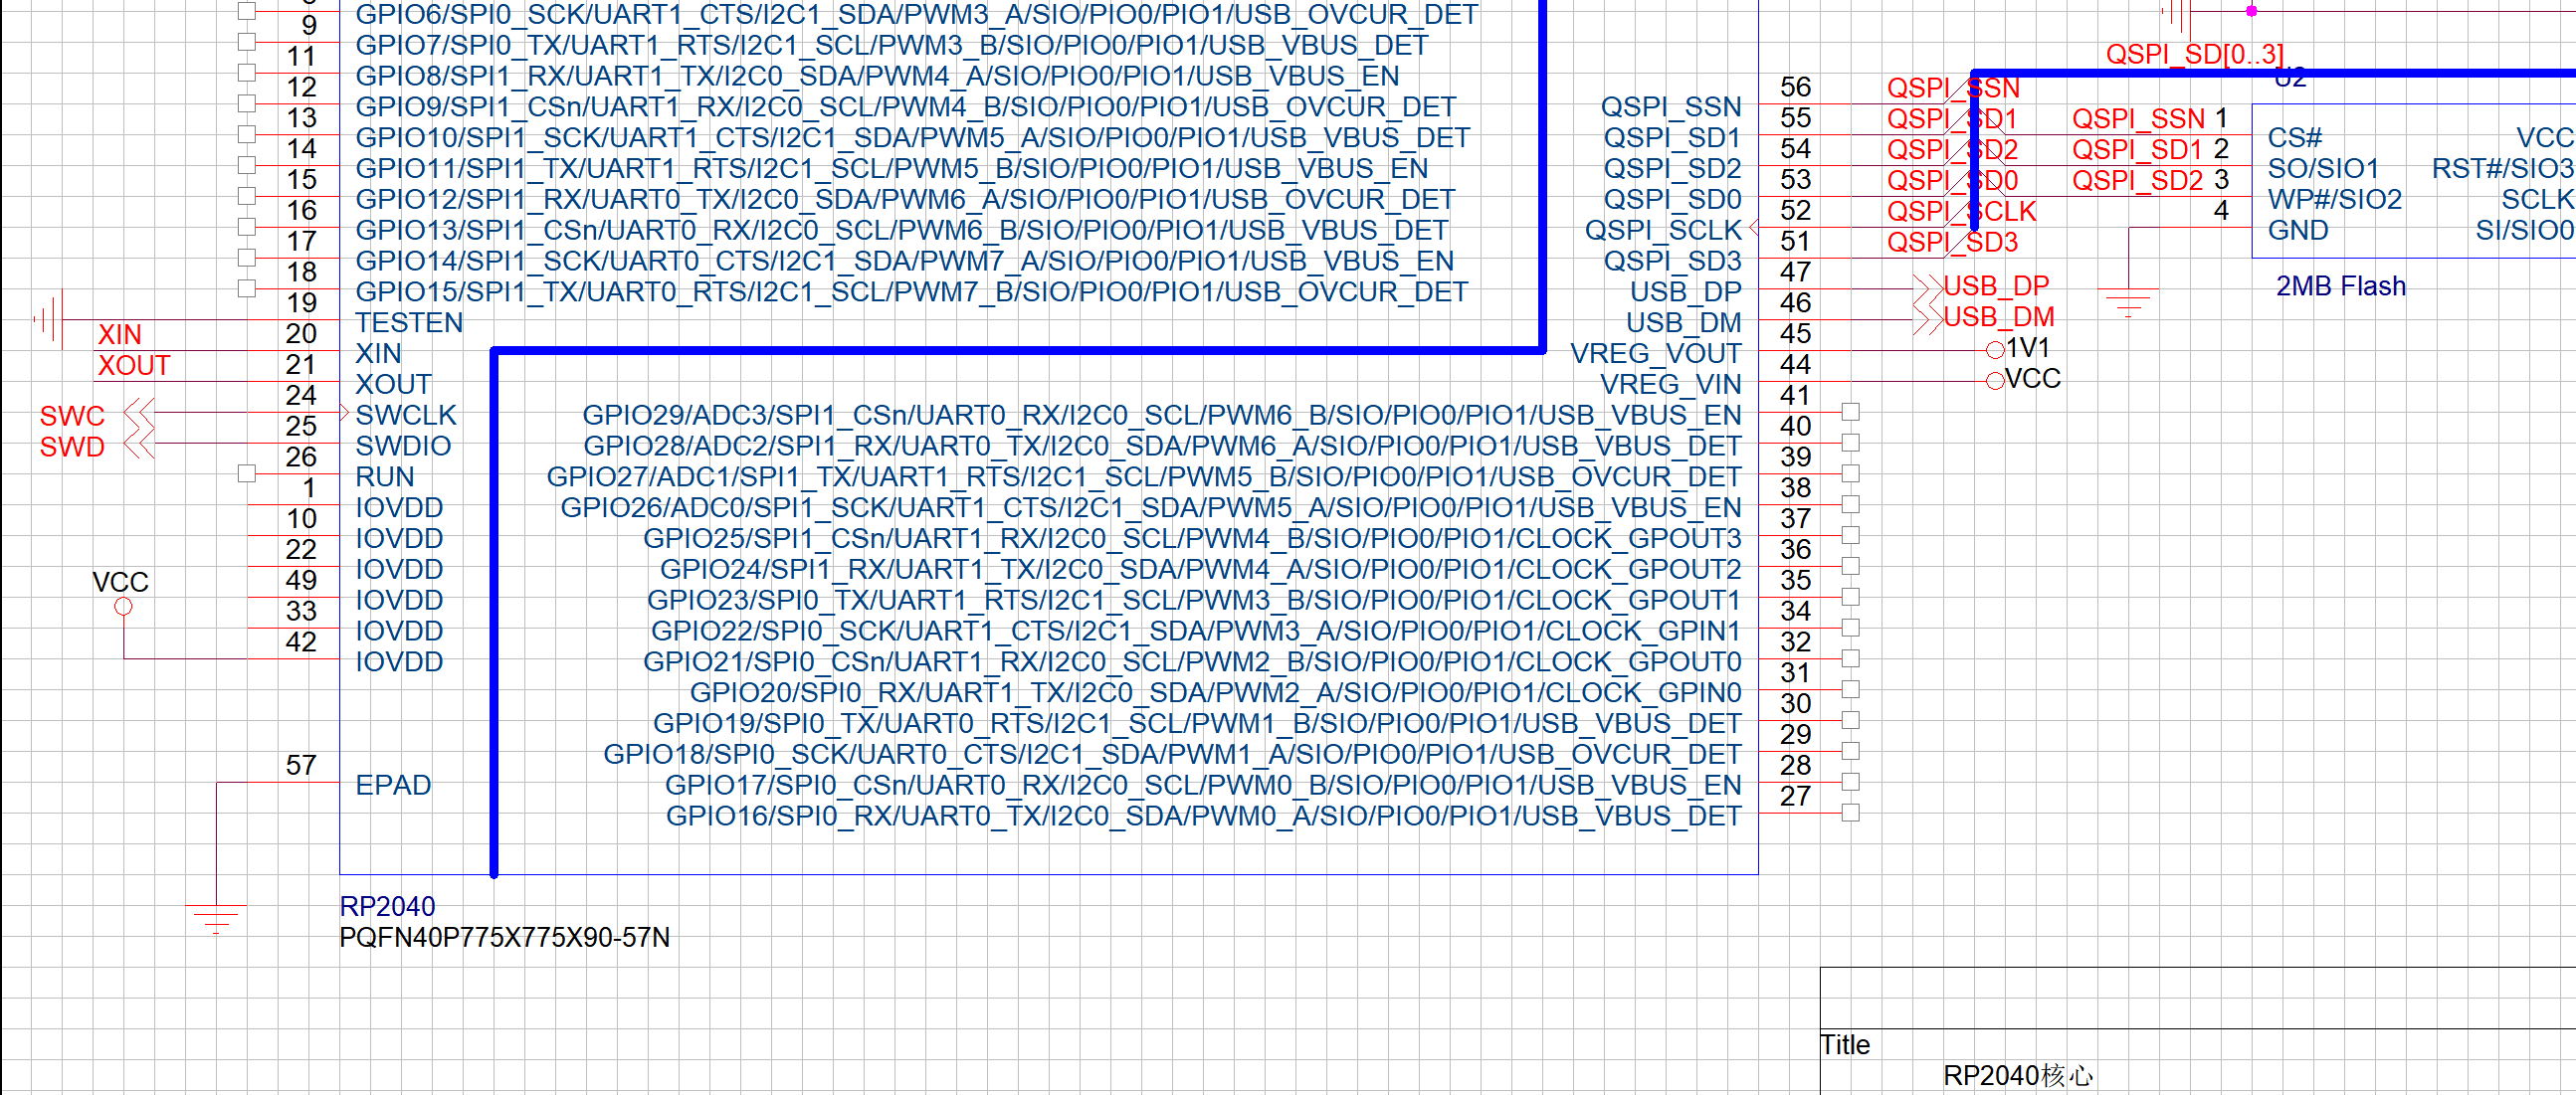 9 GPIO6/SPI0_SCK/UART1_CTS/I2C1_SDA/PWM3_A/SIO/PIO0/PIO1/USB_OVCUR_DET
GPIO7/SPI0_TX/UART1_RTS/I2C1_SCL/PWM3_B/SIO/PIO0/PIO1/USB_VBUS_DET
11 GPIO8/SPI1_RX/UART1_TX/I2C0_SDA/PWM4_A/SIO/PIO0/PIO1/USB_VBUS_EN
12 GPIO9/SPI1_CSn/UART1_RX/I2C0_SCL/PWM4_B/SIO/PIO0/PIO1/USB_OVCUR_DET
13 GPIO10/SPI1_SCK/UART1_CTS/I2C1_SDA/PWM5_A/SIO/PIO0/PIO1/USB_VBUS_DET
14 GPIO11/SPI1_TX/UART1_RTS/I2C1_SCL/PWM5_B/SIO/PIO0/PIO1/USB_VBUS_EN
15 GPIO12/SPI1_RX/UART0_TX/I2C0_SDA/PWM6_A/SIO/PIO0/PIO1/USB_OVCUR_DET
16 GPIO13/SPI1_CSn/UART0_RX/I2C0_SCL/PWM6_B/SIO/PIO0/PIO1/USB_VBUS_DET
17 GPIO14/SPI1_SCK/UART0_CTS/I2C1_SDA/PWM7_A/SIO/PIO0/PIO1/USB_VBUS_EN
18 GPIO15/SPI1_TX/UART0_RTS/I2C1_SCL/PWM7_B/SIO/PIO0/PIO1/USB_OVCUR_DET
19 TESTEN
XIN 20 XIN
XOUT 21 XOUT
SWC 24 SWCLK
SWD 25 SWDIO
26 RUN
1 IOVDD
10 IOVDD
22 IOVDD
VCC 49 IOVDD
33 IOVDD
42 IOVDD
57 EPAD
QSPI_SSN 56 QSPI_SSN
QSPI_SD1 55 QSPI_SD1
QSPI_SD2 54 QSPI_SD2
QSPI_SD0 53 QSPI_SD0
QSPI_SCLK 52 QSPI_SCLK
QSPI_SD3 51 QSPI_SD3
USB_DP 47 USB_DP
USB_DM 46 USB_DM
VREG_VOUT 45 1V1
VREG_VIN 44 VCC
GPIO29/ADC3/SPI1_CSn/UART0_RX/I2C0_SCL/PWM6_B/SIO/PIO0/PIO1/USB_VBUS_EN 41
GPIO28/ADC2/SPI1_RX/UART0_TX/I2C0_SDA/PWM6_A/SIO/PIO0/PIO1/USB_VBUS_DET 40
GPIO27/ADC1/SPI1_TX/UART1_RTS/I2C1_SCL/PWM5_B/SIO/PIO0/PIO1/USB_OVCUR_DET 39
GPIO26/ADC0/SPI1_SCK/UART1_CTS/I2C1_SDA/PWM5_A/SIO/PIO0/PIO1/USB_VBUS_EN 38
GPIO25/SPI1_CSn/UART1_RX/I2C0_SCL/PWM4_B/SIO/PIO0/PIO1/CLOCK_GPOUT3 37
GPIO24/SPI1_RX/UART1_TX/I2C0_SDA/PWM4_A/SIO/PIO0/PIO1/CLOCK_GPOUT2 36
GPIO23/SPI0_TX/UART1_RTS/I2C1_SCL/PWM3_B/SIO/PIO0/PIO1/CLOCK_GPOUT1 35
GPIO22/SPI0_SCK/UART1_CTS/I2C1_SDA/PWM3_A/SIO/PIO0/PIO1/CLOCK_GPIN1 34
GPIO21/SPI0_CSn/UART1_RX/I2C0_SCL/PWM2_B/SIO/PIO0/PIO1/CLOCK_GPOUT0 32
GPIO20/SPI0_RX/UART1_TX/I2C0_SDA/PWM2_A/SIO/PIO0/PIO1/CLOCK_GPIN0 31
GPIO19/SPI0_TX/UART0_RTS/I2C1_SCL/PWM1_B/SIO/PIO0/PIO1/USB_VBUS_DET 30
GPIO18/SPI0_SCK/UART0_CTS/I2C1_SDA/PWM1_A/SIO/PIO0/PIO1/USB_OVCUR_DET 29
GPIO17/SPI0_CSn/UART0_RX/I2C0_SCL/PWM0_B/SIO/PIO0/PIO1/USB_VBUS_EN 28
GPIO16/SPI0_RX/UART0_TX/I2C0_SDA/PWM0_A/SIO/PIO0/PIO1/USB_VBUS_DET 27
RP2040
PQFN40P775X775X90-57N
QSPI_SD[0..3]
U2
QSPI_SSN 1 CS# VCC
QSPI_SD1 2 SO/SIO1 RST#/SIO3
QSPI_SD2 3 WP#/SIO2 SCLK
4 GND SI/SIO0
2MB Flash
Title
RP2040核心